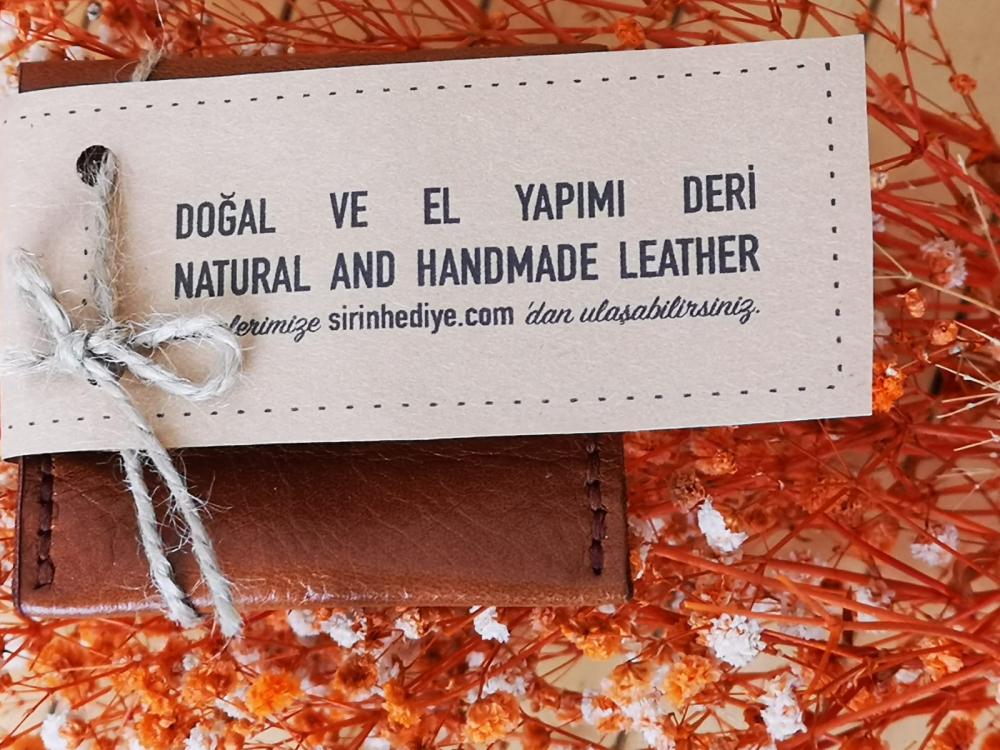 DOĞAL VE EL YAPIMI DERİ
NATURAL AND HANDMADE LEATHER
sirinhediye.com 'dan ulaşabilirsiniz.